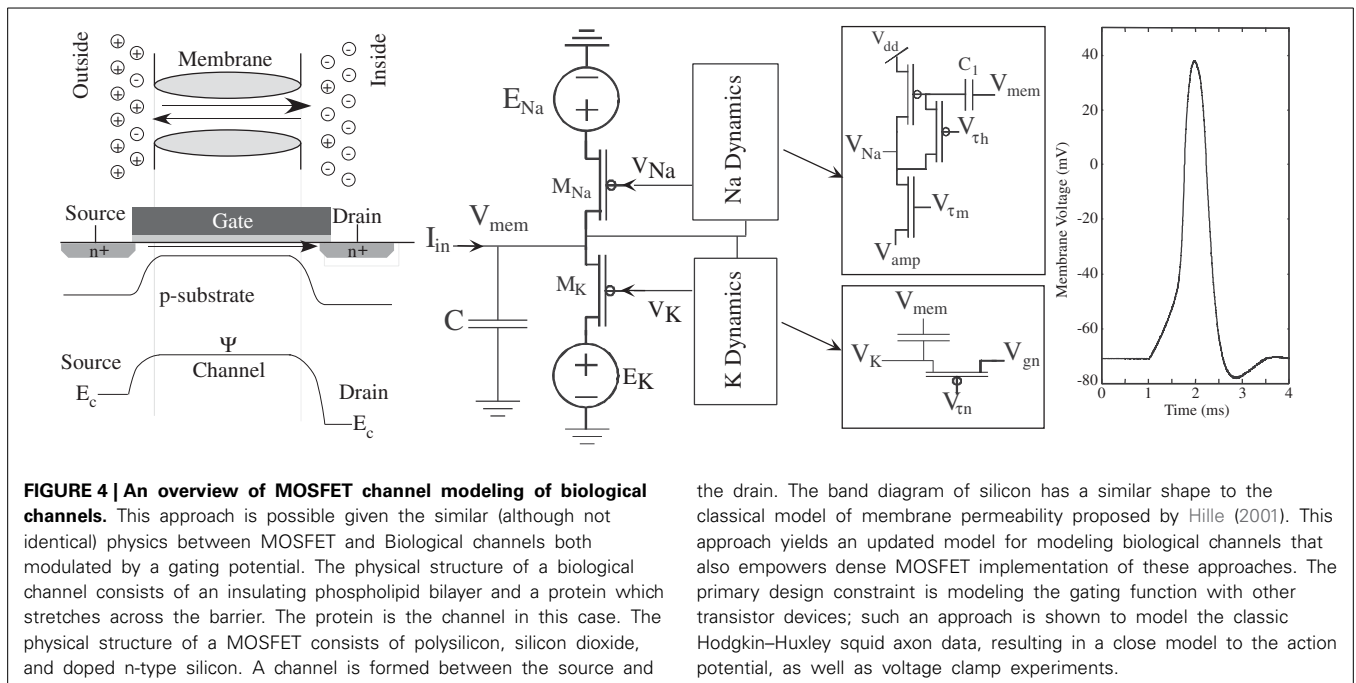 Outside
Membrane
Inside
Source
Gate
Drain
n+
n+
p-substrate
Source
Ψ
Channel
E_c
Drain
E_c
E_Na
M_Na
V_Na
V_mem
I_in
C
M_K
V_K
E_K
Na Dynamics
K Dynamics
V_dd
C_1
V_mem
V_τh
V_Na
V_τm
V_amp
V_mem
V_K
V_gn
V_τn
Membrane Voltage (mV)
40
20
0
-20
-40
-60
-80
0
1
2
3
4
Time (ms)
FIGURE 4 | An overview of MOSFET channel modeling of biological
channels. This approach is possible given the similar (although not
identical) physics between MOSFET and Biological channels both
modulated by a gating potential. The physical structure of a biological
channel consists of an insulating phospholipid bilayer and a protein which
stretches across the barrier. The protein is the channel in this case. The
physical structure of a MOSFET consists of polysilicon, silicon dioxide,
and doped n-type silicon. A channel is formed between the source and
the drain. The band diagram of silicon has a similar shape to the
classical model of membrane permeability proposed by Hille (2001). This
approach yields an updated model for modeling biological channels that
also empowers dense MOSFET implementation of these approaches. The
primary design constraint is modeling the gating function with other
transistor devices; such an approach is shown to model the classic
Hodgkin–Huxley squid axon data, resulting in a close model to the action
potential, as well as voltage clamp experiments.